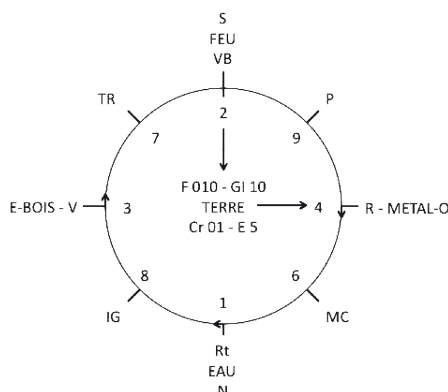 S
FEU
VB
TR
P
2
7
9
F 010 - GI 10
E-BOIS - V
3
TERRE
4
R - METAL-O
Cr 01 - E 5
8
6
1
IG
MC
Rt
EAU
N